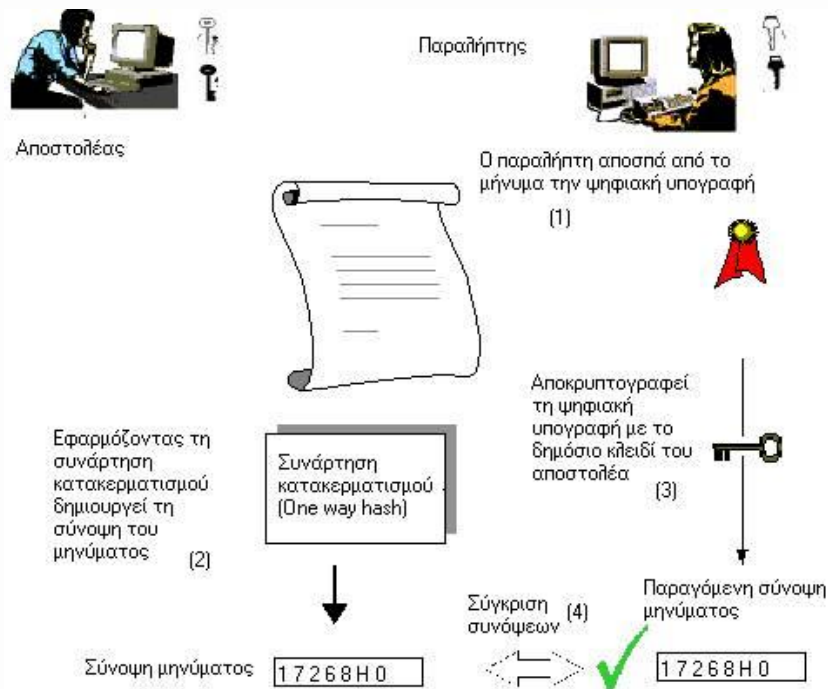 Παραλήπτης
Αποστολέας
Ο παραλήπτη αποσπά από το
μήνυμα την ψηφιακή υπογραφή
(1)
Αποκρυπτογραφεί
τη ψηφιακή
υπογραφή με το
δημόσιο κλειδί του
αποστολέα
(3)
Εφαρμόζοντας τη
συνάρτηση
κατακερματισμού
δημιουργεί τη
σύνοψη του
μηνύματος (2)
Συνάρτηση
κατακερματισμού
(One way hash)
Παραγόμενη σύνοψη
μηνύματος
Σύγκριση (4)
συνόψεων
Σύνοψη μηνύματος 17268H0
17268H0